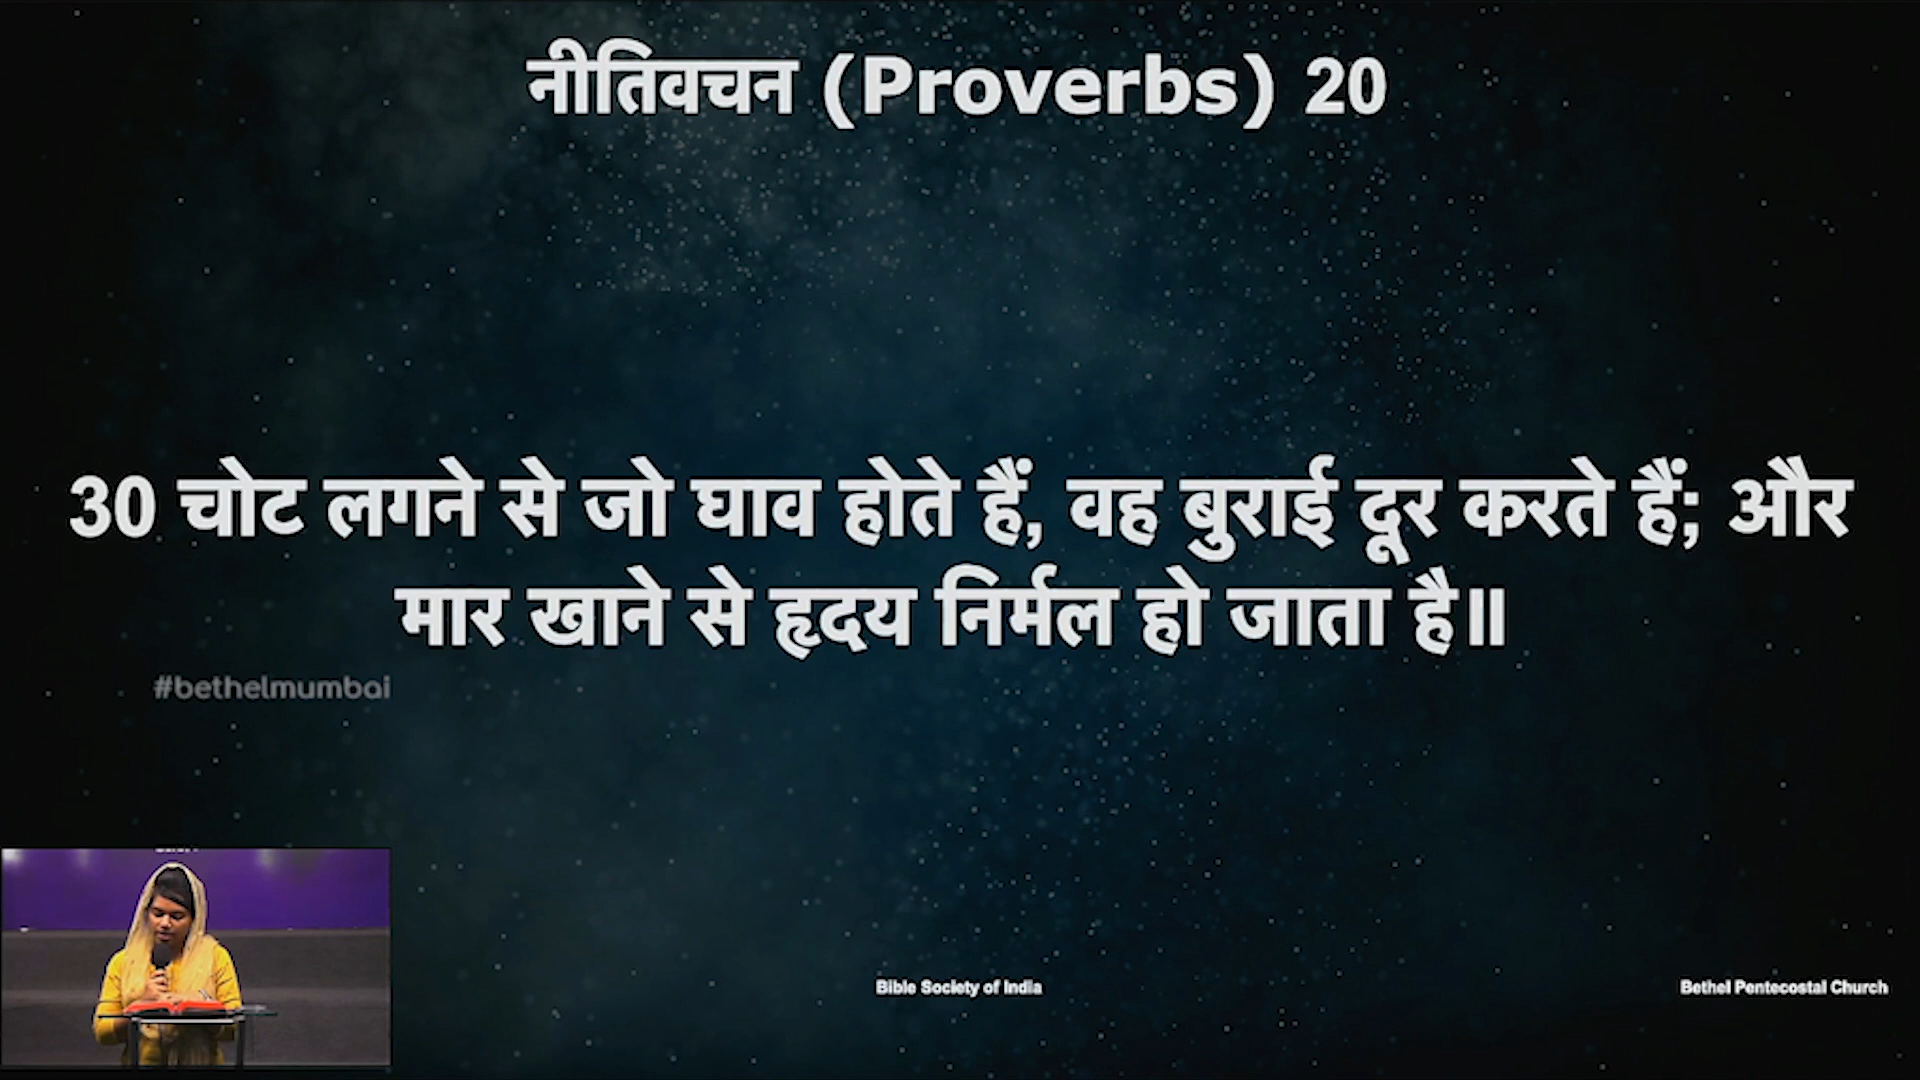 नीतिवचन (Proverbs) 20
30 चोट लगने से जो घाव होते हैं, वह बुराई दूर करते हैं; और
मार खाने से हृदय निर्मल हो जाता है॥
#bethelmumbai
Bible Society of India
Bethel Pentecostal Church